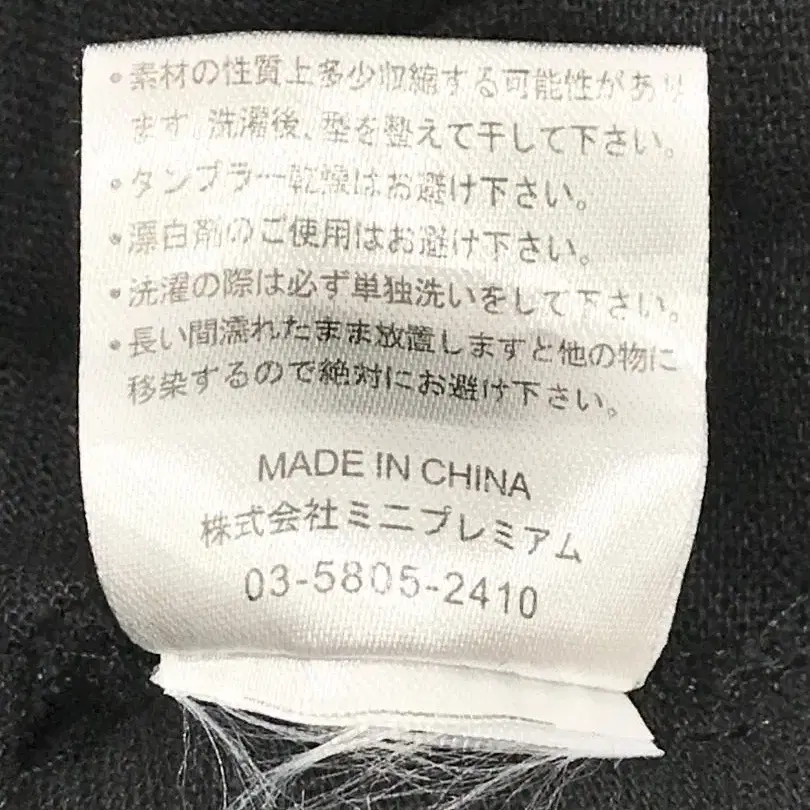 ・素材の性質上多少収縮する可能性があり
ます。洗濯後、型を整えて干して下さい。
・タンブラー乾燥はお避け下さい。
・漂白剤のご使用はお避け下さい。
・洗濯の際は必ず単独洗いをして下さい。
・長い間濡れたまま放置しますと他の物に
移染するので絶対にお避け下さい。
MADE IN CHINA
株式会社ミニプレミアム
03-5805-2410